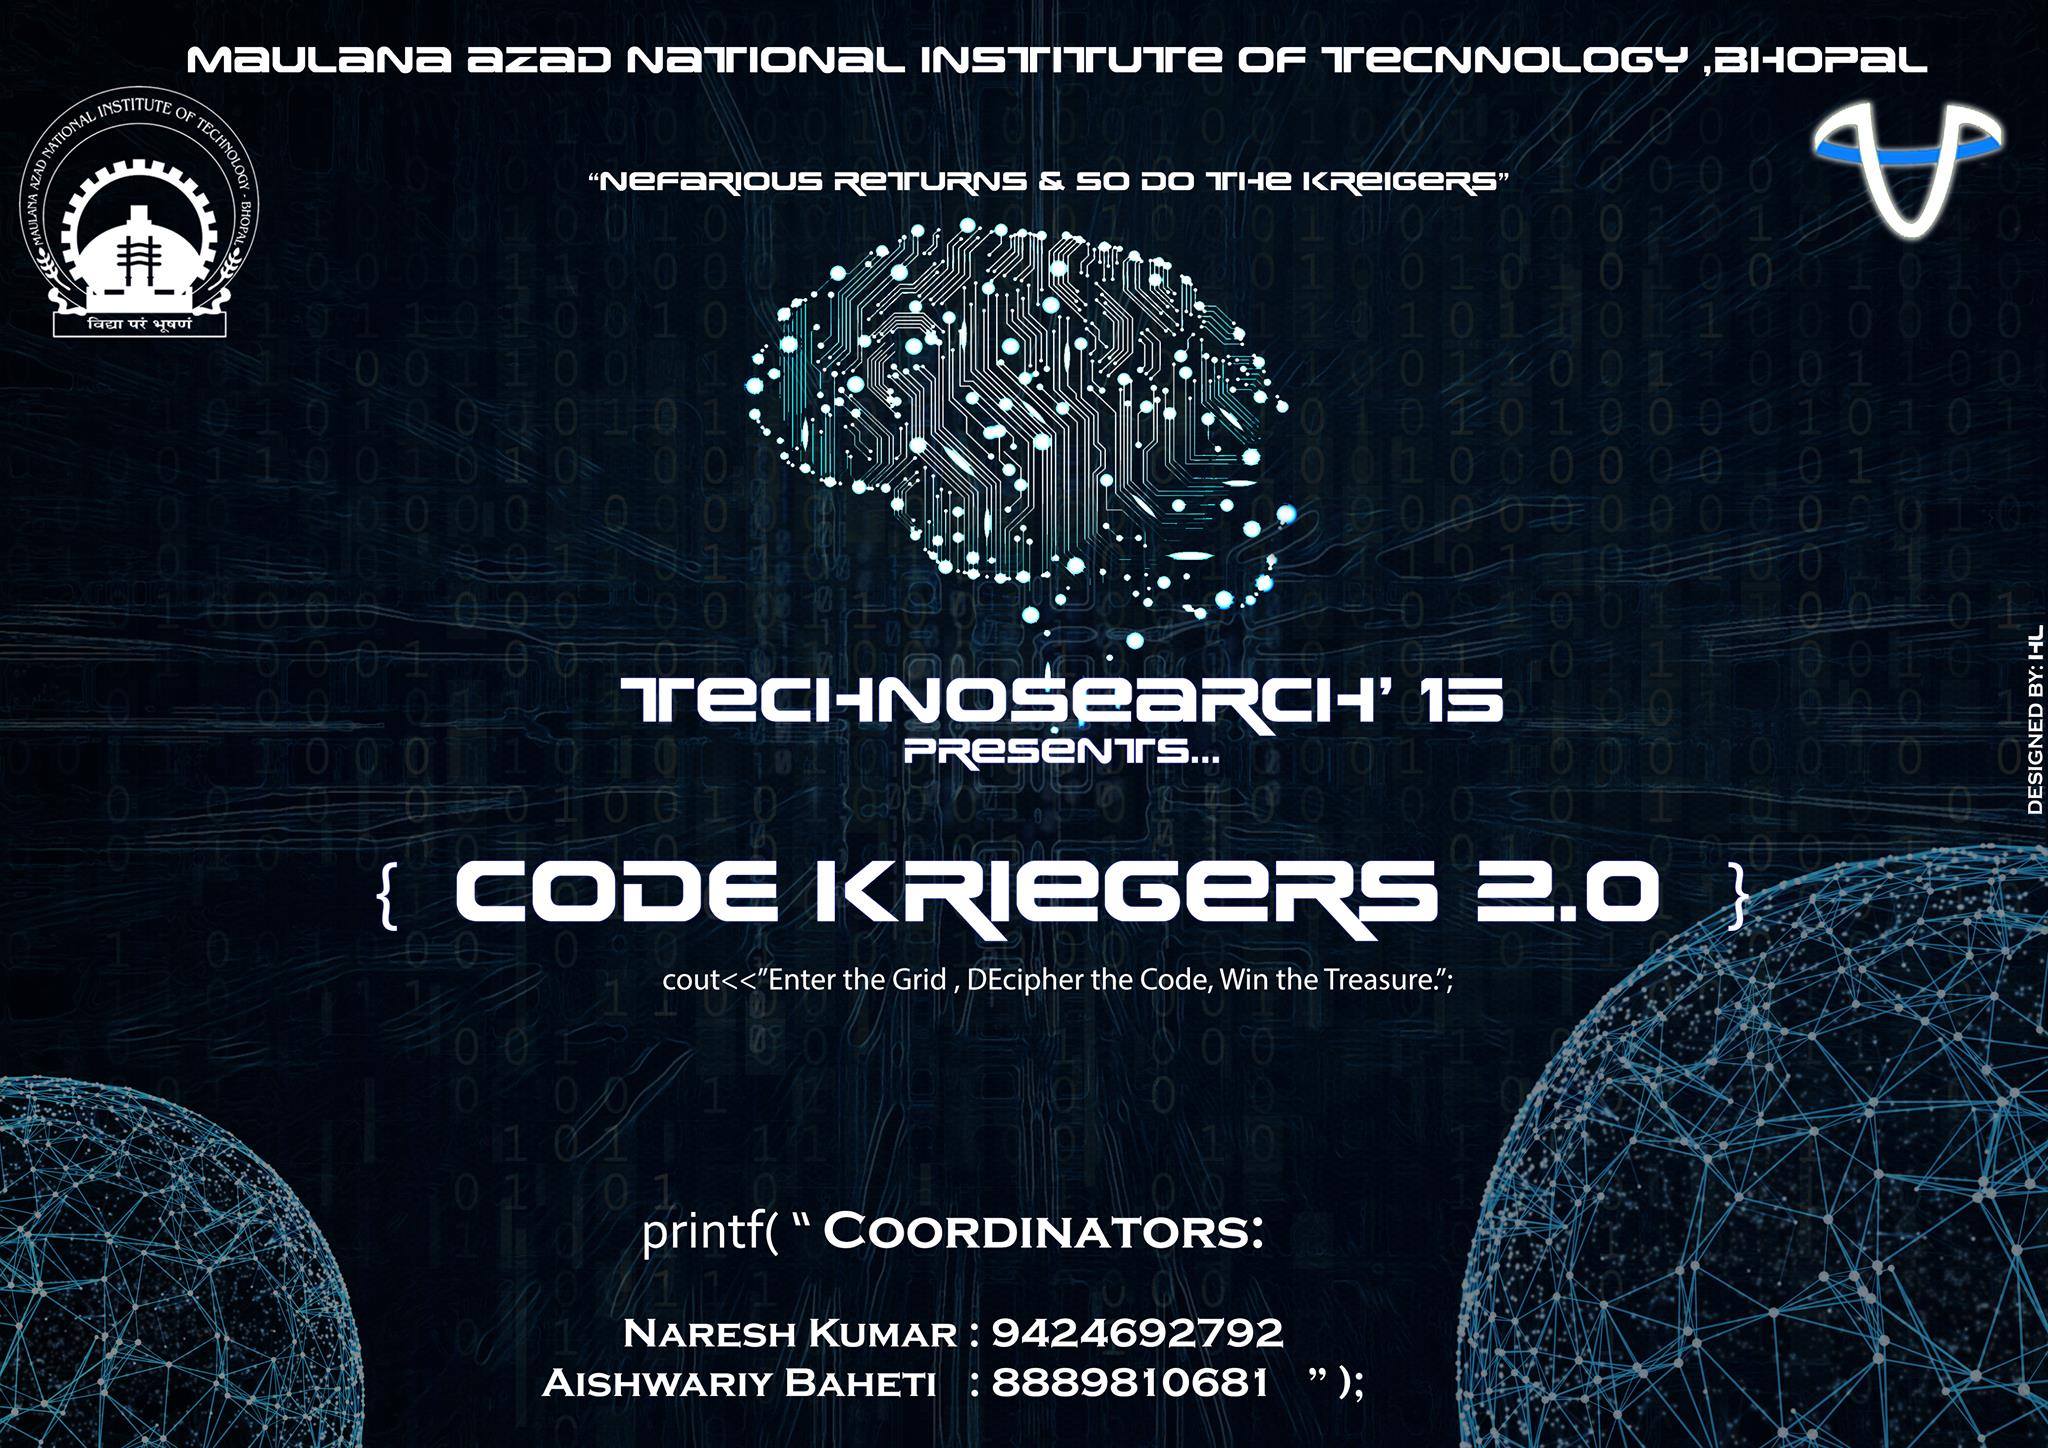 MAULANA AZAD NATIONAL INSTITUTE OF TECNNOLOGY ,BHOPAL
MAULANA AZAD NATIONAL INSTITUTE OF TECHNOLOGY - BHOPAL
विद्या परं भूषणं
“NEFARIOUS RETURNS & SO DO THE KREIGERS”
TECHNOSEARCH’ 15
PRESENTS...
{ CODE KRIEGERS 2.0 }
cout<<”Enter the Grid , DEcipher the Code, Win the Treasure.”;
printf( “ COORDINATORS:
NARESH KUMAR : 9424692792
AISHWARIY BAHETI : 8889810681 ” );
DESIGNED BY: HL